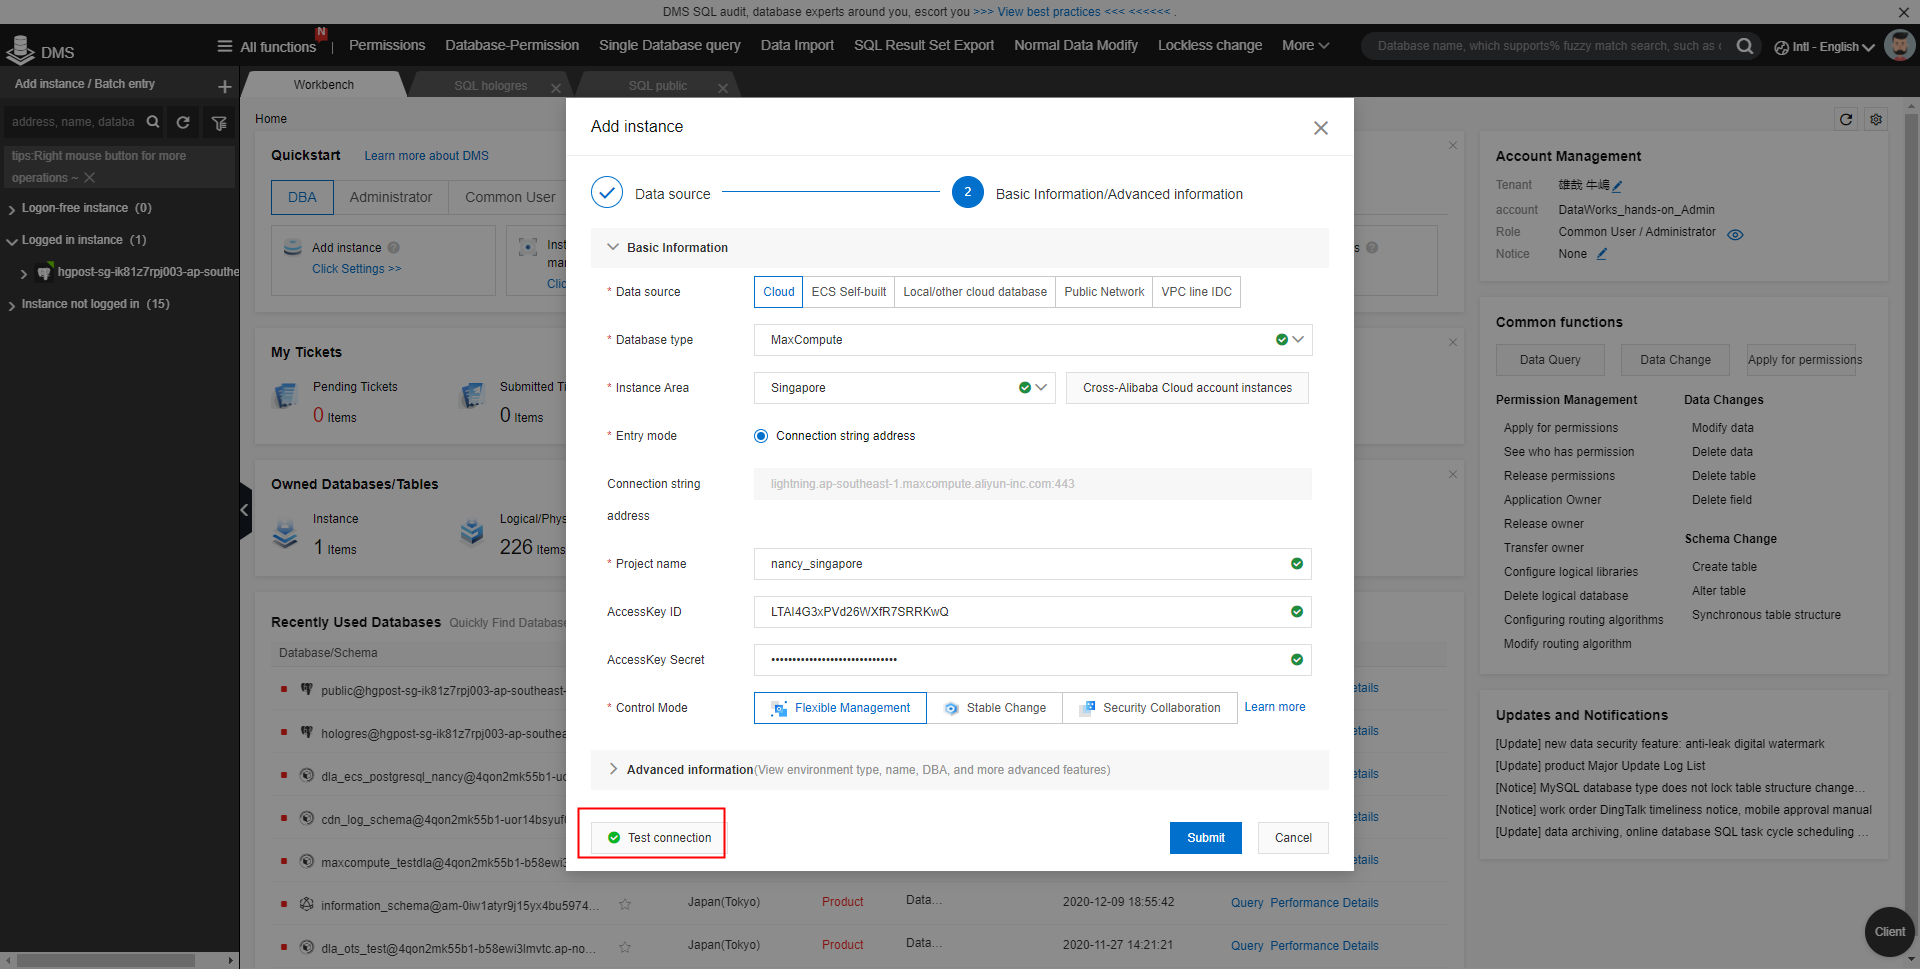 DMS SQL audit, database experts around you, escort you >>> View best practices <<< <<<<<< .
DMS
All functions
N
Permissions
Database-Permission
Single Database query
Data Import
SQL Result Set Export
Normal Data Modify
Lockless change
More
Database name, which supports% fuzzy match search, such as
Intl - English
Add instance / Batch entry
Workbench
SQL hologres
SQL public
address, name, databa
tips:Right mouse button for more
operations ~
Logon-free instance (0)
Logged in instance (1)
hgpost-sg-ik81z7rpj003-ap-southe
Instance not logged in (15)
Home
Quickstart
Learn more about DMS
DBA
Administrator
Common User
Add instance
Click Settings >>
Inst
mar
Clic
s
My Tickets
Pending Tickets
0 Items
Submitted Ti
0 Items
Owned Databases/Tables
Instance
1 Items
Logical/Phys
226 Items
Recently Used Databases
Quickly Find Database
Database/Schema
public@hgpost-sg-ik81z7rpj003-ap-southeast-
hologres@hgpost-sg-ik81z7rpj003-ap-southea
dla_ecs_postgresql_nancy@4qon2mk55b1-uo
cdn_log_schema@4qon2mk55b1-uor14bsyuf
maxcompute_testdla@4qon2mk55b1-b58ewi3
etails
etails
etails
etails
etails
information_schema@am-0iw1atyr9j15yx4bu5974...
Japan(Tokyo)
Product
Data...
2020-12-09 18:55:42
Query Performance Details
dla_ots_test@4qon2mk55b1-b58ewi3lmvtc.ap-no...
Japan(Tokyo)
Product
Data...
2020-11-27 14:21:21
Query Performance Details
Add instance
Data source
2
Basic Information/Advanced information
Basic Information
* Data source
Cloud
ECS Self-built
Local/other cloud database
Public Network
VPC line IDC
* Database type
MaxCompute
* Instance Area
Singapore
Cross-Alibaba Cloud account instances
* Entry mode
Connection string address
Connection string
address
lightning.ap-southeast-1.maxcompute.aliyun-inc.com:443
* Project name
nancy_singapore
AccessKey ID
LTAI4G3xPVd26WXfR7SRRKwQ
AccessKey Secret
* Control Mode
Flexible Management
Stable Change
Security Collaboration
Learn more
Advanced information(View environment type, name, DBA, and more advanced features)
Test connection
Submit
Cancel
Account Management
Tenant
雄哉 牛嶋
account
DataWorks_hands-on_Admin
Role
Common User / Administrator
Notice
None
Common functions
Data Query
Data Change
Apply for permissions
Permission Management
Apply for permissions
See who has permission
Release permissions
Application Owner
Release owner
Transfer owner
Configure logical libraries
Delete logical database
Configuring routing algorithms
Modify routing algorithm
Data Changes
Modify data
Delete data
Delete table
Delete field
Schema Change
Create table
Alter table
Synchronous table structure
Updates and Notifications
[Update] new data security feature: anti-leak digital watermark
[Update] product Major Update Log List
[Notice] MySQL database type does not lock table structure change...
[Notice] work order DingTalk timeliness notice, mobile approval manual
[Update] data archiving, online database SQL task cycle scheduling ...
Client